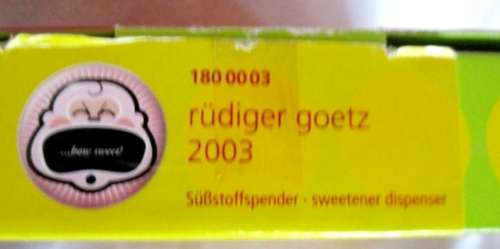 180 00 03
rüdiger goetz
2003
...how sweet!
Süßstoffspender · sweetener dispenser